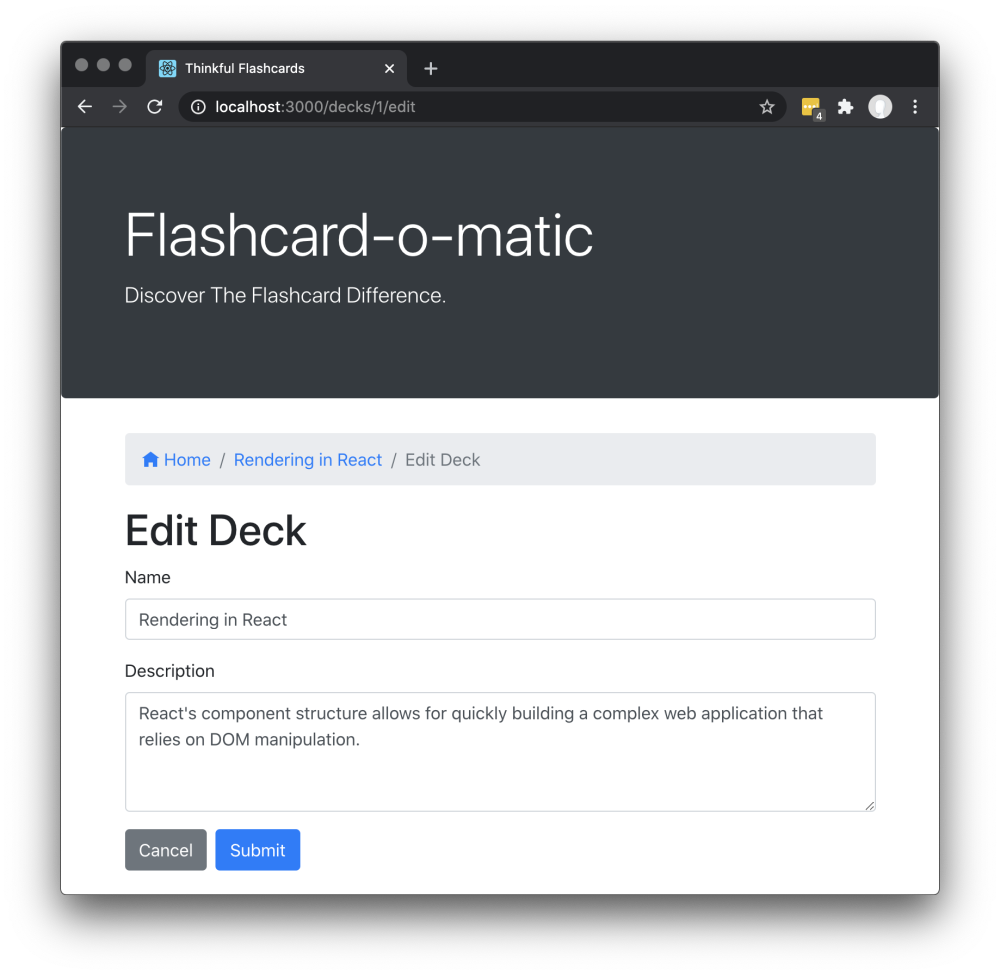 Thinkful Flashcards
localhost:3000/decks/1/edit
4
Flashcard-o-matic
Discover The Flashcard Difference.
Home / Rendering in React / Edit Deck
Edit Deck
Name
Rendering in React
Description
React's component structure allows for quickly building a complex web application that
relies on DOM manipulation.
Cancel Submit